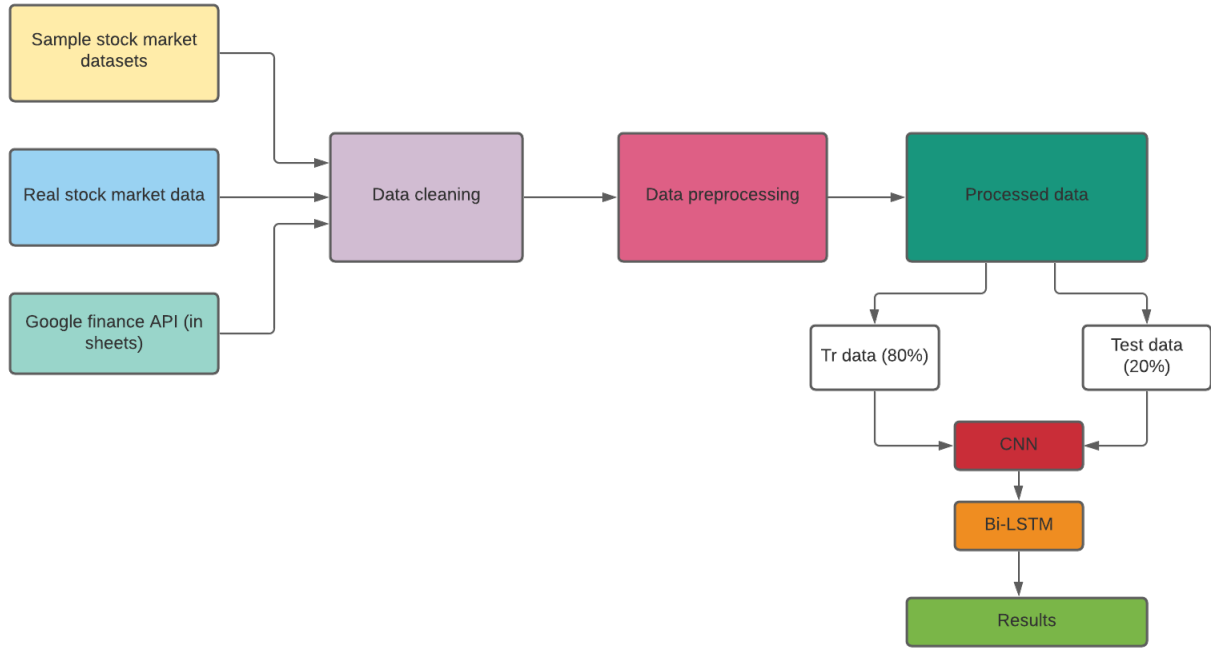 Sample stock market
datasets
Real stock market data
Google finance API (in
sheets)
Data cleaning
Data preprocessing
Processed data
Tr data (80%)
Test data
(20%)
CNN
Bi-LSTM
Results